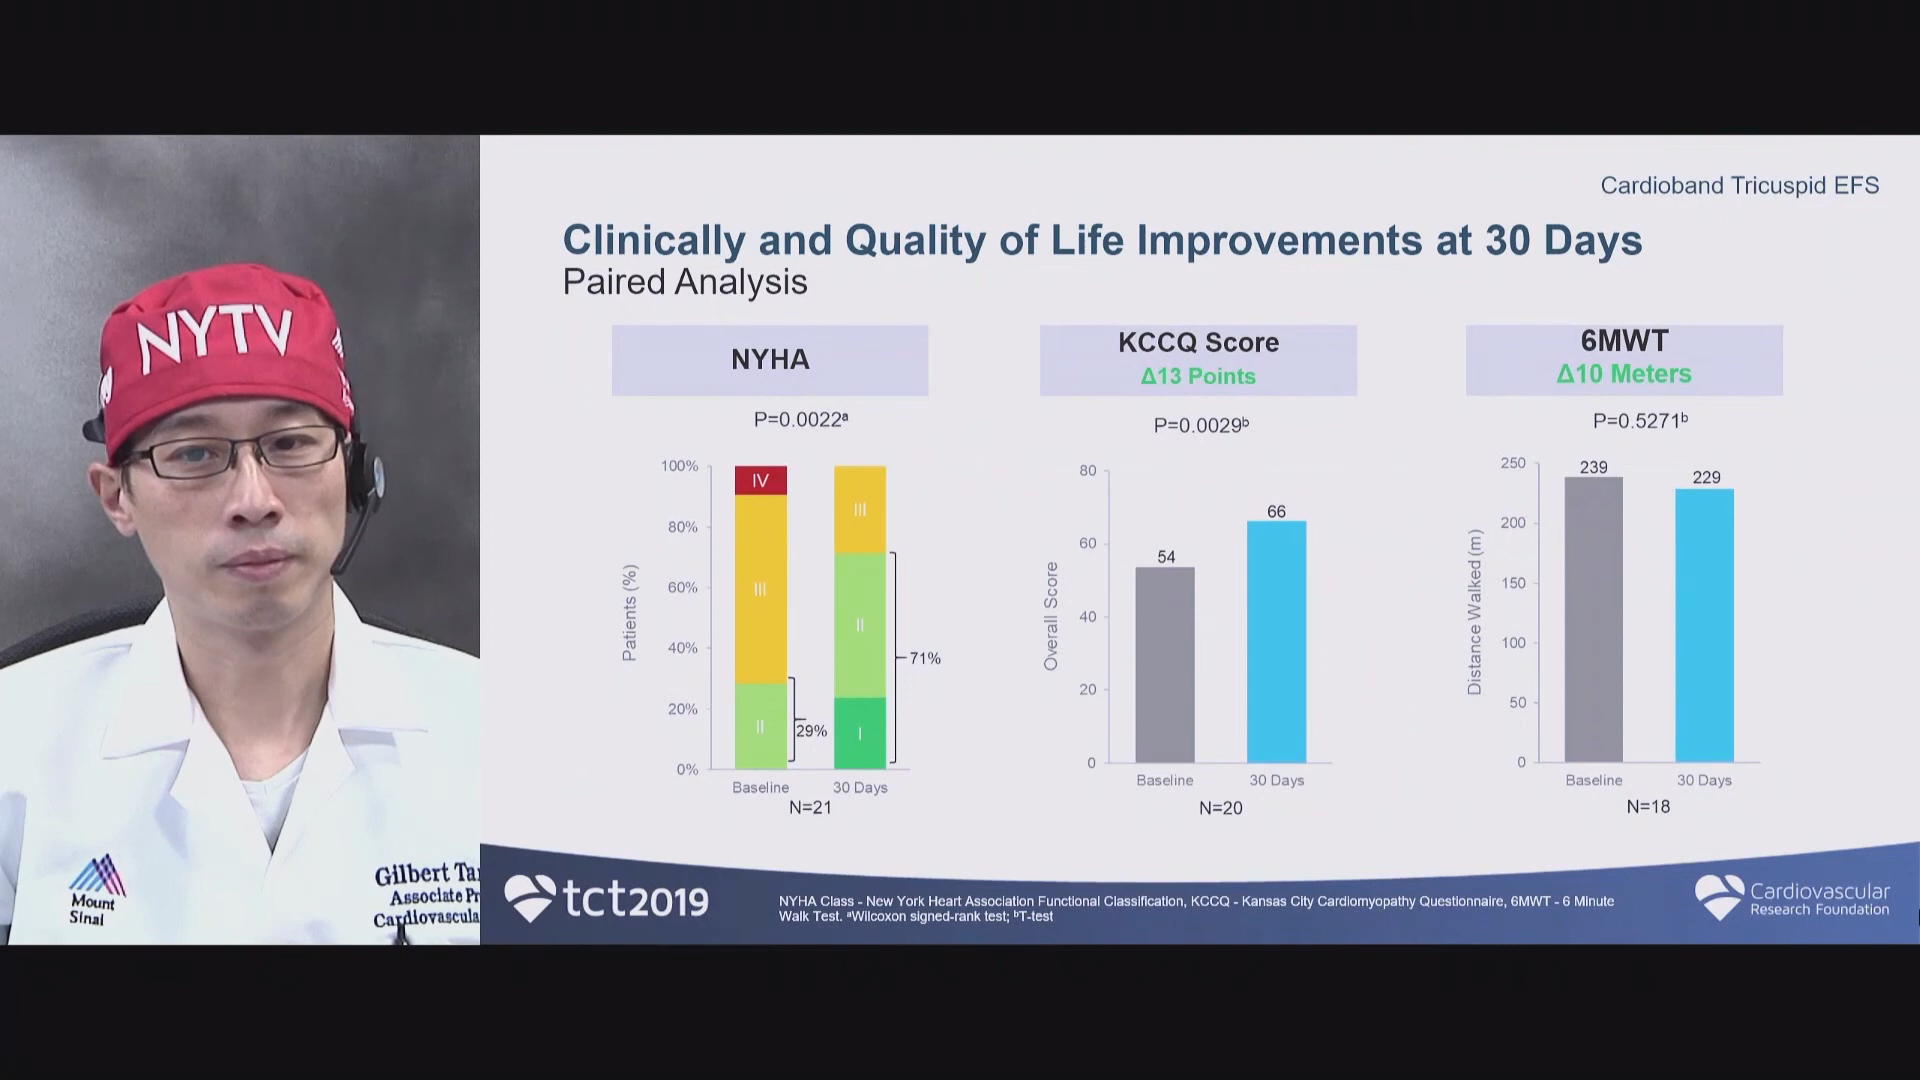 Cardioband Tricuspid EFS
Clinically and Quality of Life Improvements at 30 Days
Paired Analysis
NYHA
P=0.0022ᵃ
Patients (%)
100%
80%
60%
40%
20%
0%
IV
III
II
29%
III
II
I
71%
Baseline
30 Days
N=21
KCCQ Score
Δ13 Points
P=0.0029ᵇ
Overall Score
80
60
40
20
0
54
66
Baseline
30 Days
N=20
6MWT
Δ10 Meters
P=0.5271ᵇ
Distance Walked (m)
250
200
150
100
50
0
239
229
Baseline
30 Days
N=18
NYTV
Mount
Sinai
Gilbert
Associate
tct2019
NYHA Class - New York Heart Association Functional Classification, KCCQ - Kansas City Cardiomyopathy Questionnaire, 6MWT - 6 Minute
Walk Test. ᵃWilcoxon signed-rank test; ᵇT-test
Cardiovascular
Research Foundation